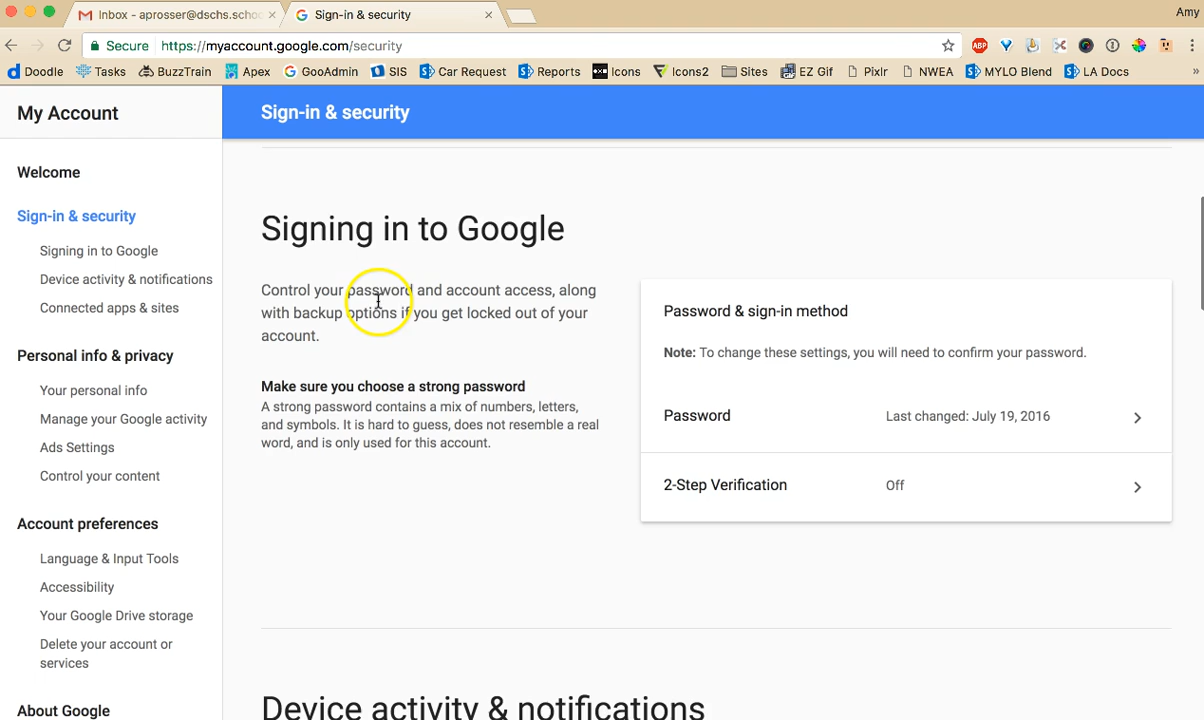 Inbox - aprosser@dschs.schoo
Sign-in & security
Amy
Secure
https://myaccount.google.com/security
ABP
Doodle
Tasks
BuzzTrain
Apex
GooAdmin
SIS
Car Request
Reports
Icons
Icons2
Sites
EZ Gif
Pixlr
NWEA
MYLO Blend
LA Docs
»
My Account
Sign-in & security
Welcome
Sign-in & security
Signing in to Google
Device activity & notifications
Connected apps & sites
Personal info & privacy
Your personal info
Manage your Google activity
Ads Settings
Control your content
Account preferences
Language & Input Tools
Accessibility
Your Google Drive storage
Delete your account or
services
About Google
Signing in to Google
Control your password and account access, along
with backup options if you get locked out of your
account.
Make sure you choose a strong password
A strong password contains a mix of numbers, letters,
and symbols. It is hard to guess, does not resemble a real
word, and is only used for this account.
Password & sign-in method
Note: To change these settings, you will need to confirm your password.
Password Last changed: July 19, 2016
2-Step Verification Off
Device activity & notifications